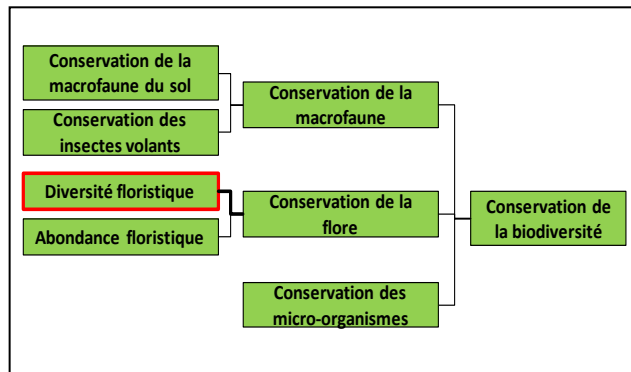 Conservation de la
macrofaune du sol
Conservation des
insectes volants
Conservation de la
macrofaune
Diversité floristique
Abondance floristique
Conservation de la
flore
Conservation des
micro-organismes
Conservation de
la biodiversité